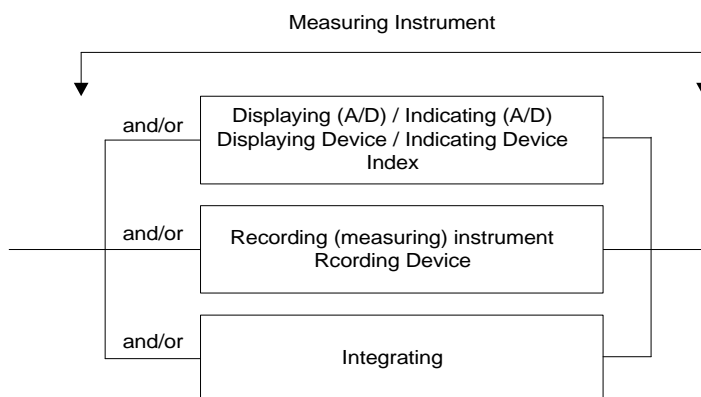 Measuring Instrument
and/or
Displaying (A/D) / Indicating (A/D)
Displaying Device / Indicating Device
Index
and/or
Recording (measuring) instrument
Rcording Device
and/or
Integrating